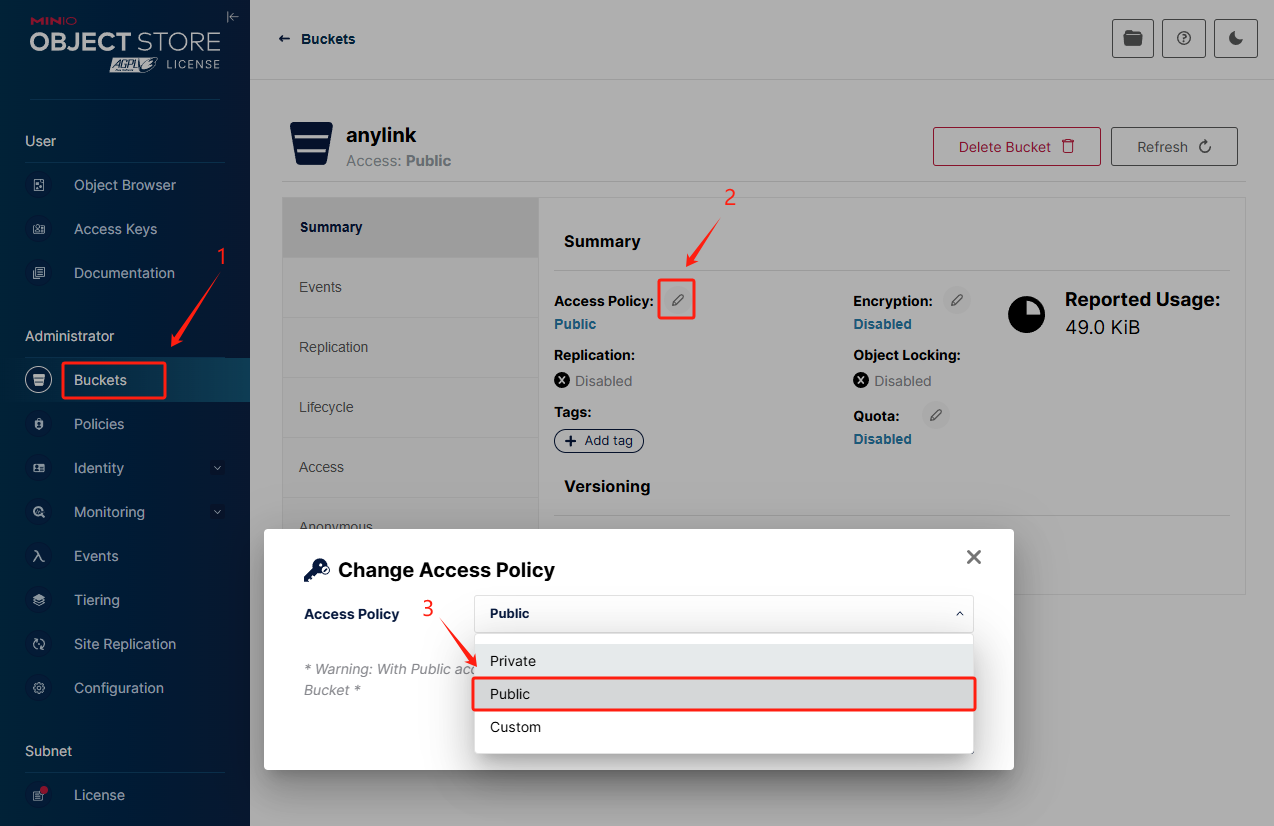 MINIO
OBJECT STORE
AGPLv3 LICENSE
User
Object Browser
Access Keys
Documentation
1
Administrator
Buckets
Policies
Identity
Monitoring
Events
Tiering
Site Replication
Configuration
Subnet
License
Buckets
anylink
Access: Public
Delete Bucket
Refresh
2
Summary
Events
Replication
Lifecycle
Access
Anonymous
Summary
Access Policy:
Public
Encryption:
Disabled
Reported Usage:
49.0 KiB
Replication:
Disabled
Object Locking:
Disabled
Tags:
Add tag
Quota:
Disabled
Versioning
Change Access Policy
Access Policy
3
Public
* Warning: With Public
Bucket *
Private
Public
Custom